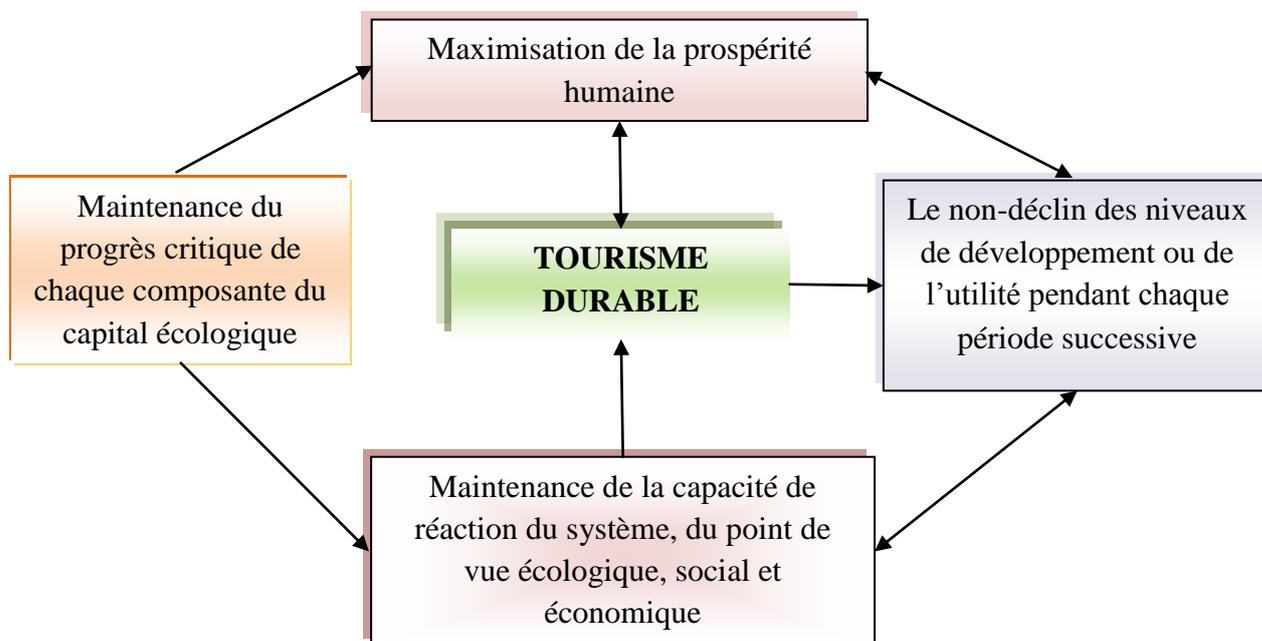 Maximisation de la prospérité
humaine
Maintenance du
progrès critique de
chaque composante du
capital écologique
TOURISME
DURABLE
Le non-déclin des niveaux
de développement ou de
l’utilité pendant chaque
période successive
Maintenance de la capacité de
réaction du système, du point de
vue écologique, social et
économique